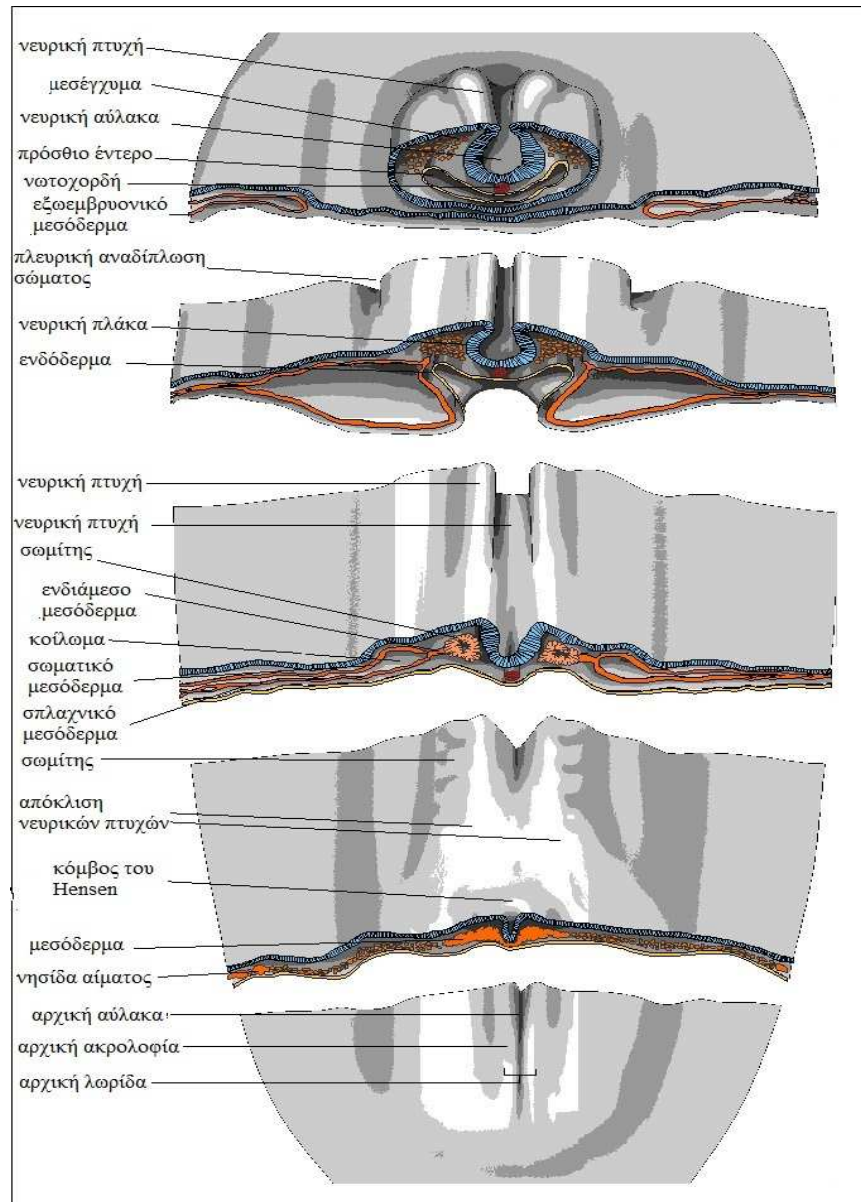 νευρική πτυχή
μεσέγχυμα
νευρική αύλακα
πρόσθιο έντερο
νωτοχορδή
εξωεμβρυονικό
μεσόδερμα
πλευρική αναδίπλωση
σώματος
νευρική πλάκα
ενδόδερμα
νευρική πτυχή
νευρική πτυχή
σωμίτης
ενδιάμεσο
μεσόδερμα
κοίλωμα
σωματικό
μεσόδερμα
σπλαχνικό
μεσόδερμα
σωμίτης
απόκλιση
νευρικών πτυχών
κόμβος του
Hensen
μεσόδερμα
νησίδα αίματος
αρχική αύλακα
αρχική ακρολοφία
αρχική λωρίδα